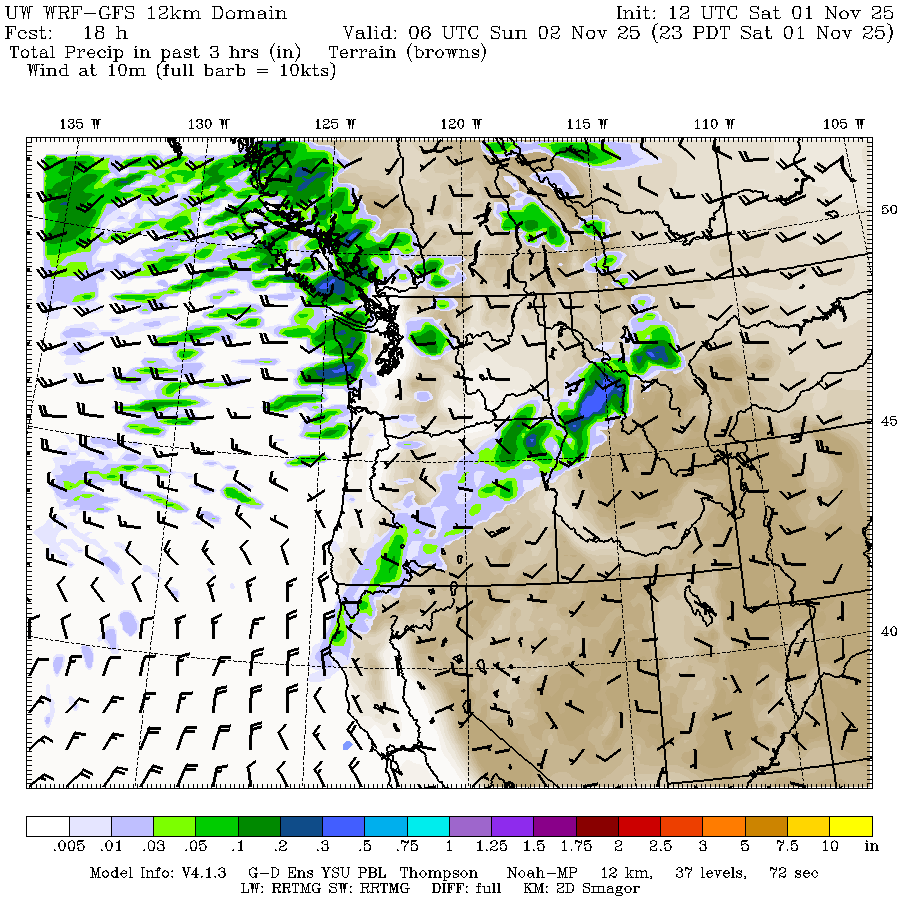 UW WRF-GFS 12km Domain Init: 12 UTC Sat 01 Nov 25
Fcst: 18 h Valid: 06 UTC Sun 02 Nov 25 (23 PDT Sat 01 Nov 25)
Total Precip in past 3 hrs (in) Terrain (browns)
Wind at 10m (full barb = 10kts)
135 W 130 W 125 W 120 W 115 W 110 W 105 W
50
45
40
.005 .01 .03 .05 .1 .2 .3 .5 .75 1 1.25 1.5 1.75 2 2.5 3 5 7.5 10 in
Model Info: V4.1.3 G-D Ens YSU PBL Thompson Noah-MP 12 km, 37 levels, 72 sec
LW: RRTMG SW: RRTMG DIFF: full KM: 2D Smagor